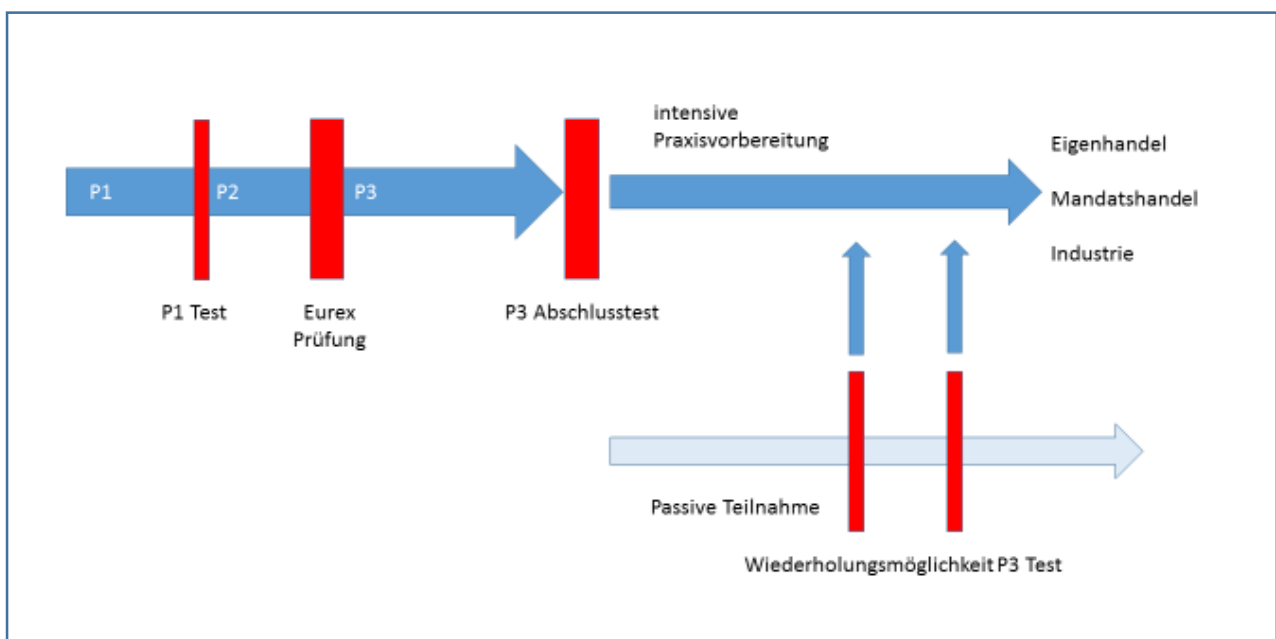 intensive
Praxisvorbereitung
Eigenhandel
P1
P2
P3
Mandatshandel
Industrie
P1 Test
Eurex
Prüfung
P3 Abschlusstest
Passive Teilnahme
Wiederholungsmöglichkeit P3 Test